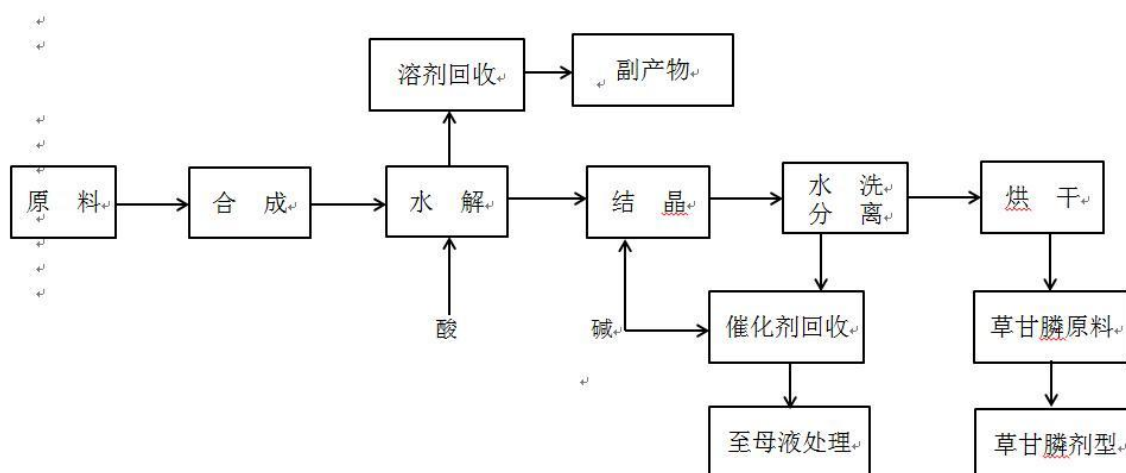 溶剂回收
副产物
原 料
合 成
水 解
结 晶
水 洗
分 离
烘 干
酸
碱
催化剂回收
草甘膦原料
至母液处理
草甘膦剂型